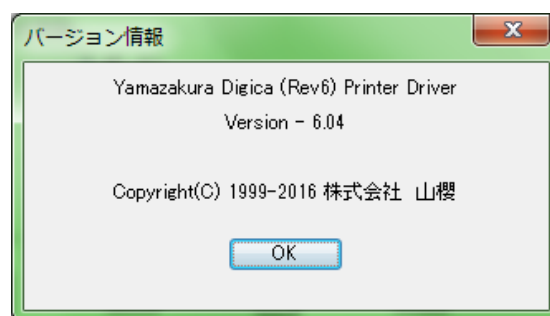 バージョン情報
Yamazakura Digica (Rev6) Printer Driver
Version - 6.04
Copyright(C) 1999-2016 株式会社　山櫻
OK